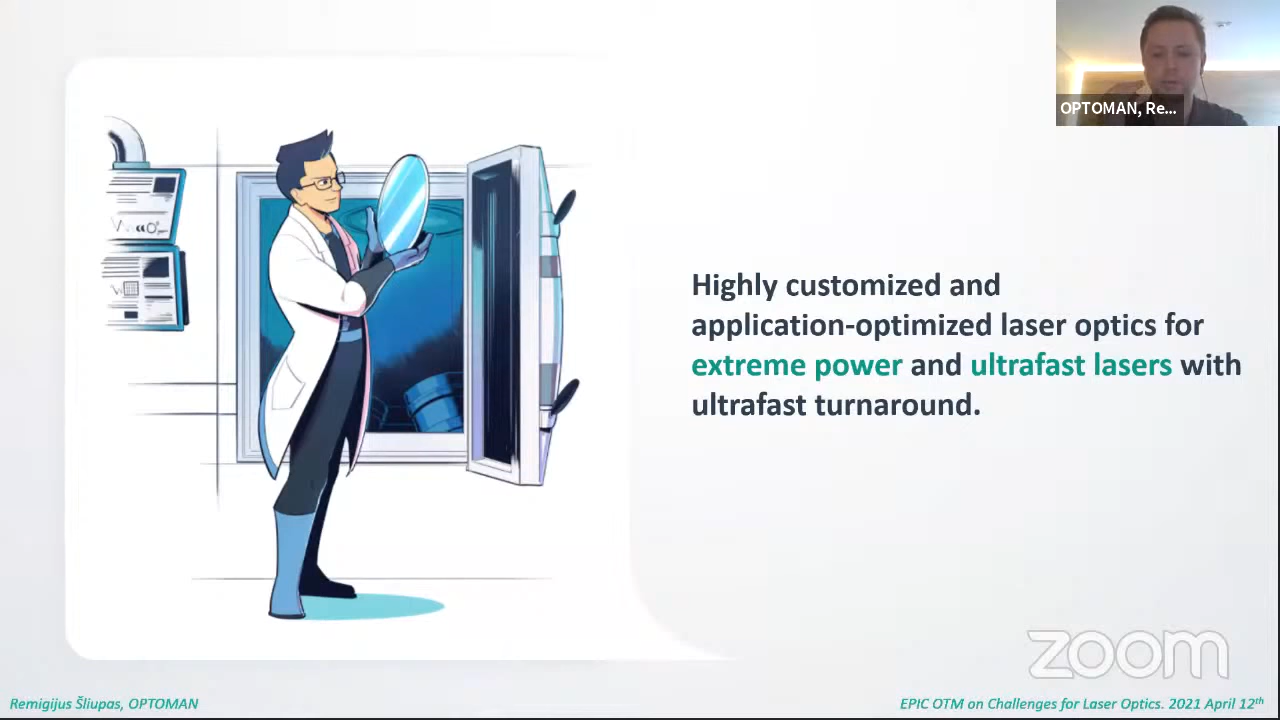 OPTOMAN, Re...
Highly customized and
application-optimized laser optics for
extreme power and ultrafast lasers with
ultrafast turnaround.
zoom
Remigijus Šliupas, OPTOMAN
EPIC OTM on Challenges for Laser Optics. 2021 April 12th